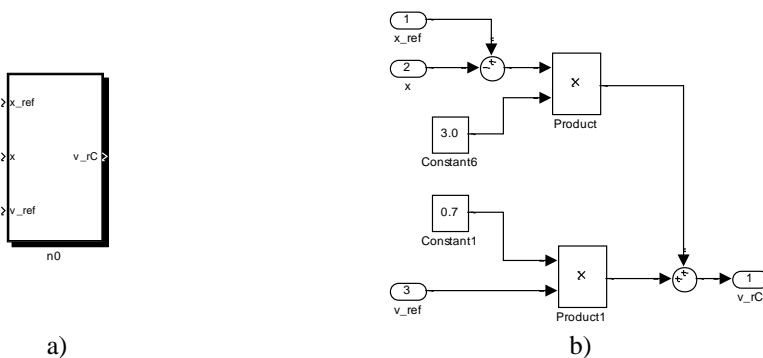 x_ref
x
v_rC
v_ref
n0
a)
1
x_ref
2
x
- +
x
Product
3.0
Constant6
0.7
Constant1
3
v_ref
x
Product1
+ +
1
v_rC
b)